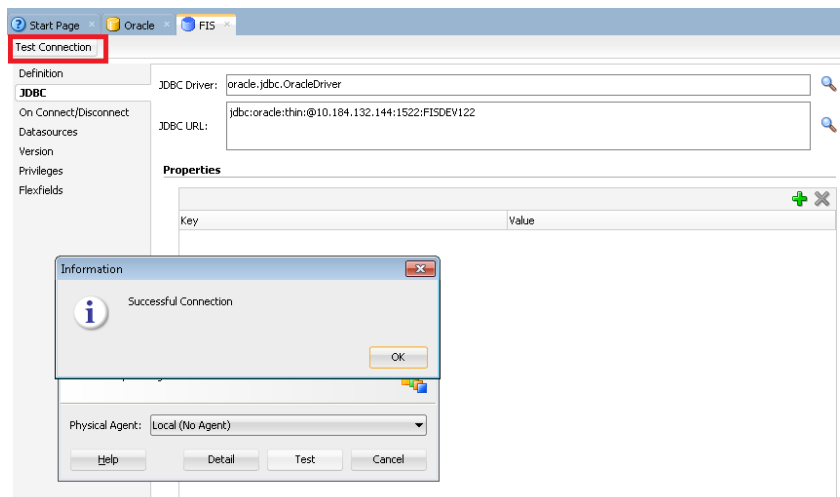 Start Page × Oracle × FIS ×
Test Connection
Definition
JDBC
On Connect/Disconnect
Datasources
Version
Privileges
Flexfields
JDBC Driver: oracle.jdbc.OracleDriver
JDBC URL: jdbc:oracle:thin:@10.184.132.144:1522:FISDEV122
Properties
Key Value
Information
Successful Connection
OK
Physical Agent: Local (No Agent)
Help Detail Test Cancel